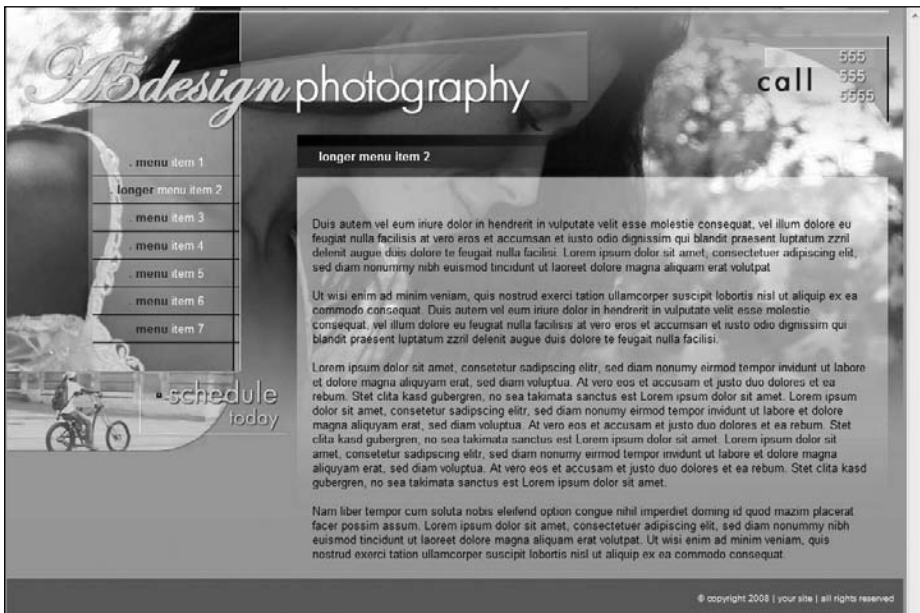 A5design photography
call
555
555
5555
. menu item 1
. longer menu item 2
. menu item 3
. menu item 4
. menu item 5
. menu item 6
menu item 7
schedule
today
longer menu item 2
Duis autem vel eum iriure dolor in hendrerit in vulputate velit esse molestie consequat, vel illum dolore eu
feugiat nulla facilisis at vero eros et accumsan et iusto odio dignissim qui blandit praesent luptatum zzril
delenit augue duis dolore te feugait nulla facilisi. Lorem ipsum dolor sit amet, consectetuer adipiscing elit,
sed diam nonummy nibh euismod tincidunt ut laoreet dolore magna aliquam erat volutpat
Ut wisi enim ad minim veniam, quis nostrud exerci tation ullamcorper suscipit lobortis nisl ut aliquip ex ea
commodo consequat. Duis autem vel eum iriure dolor in hendrerit in vulputate velit esse molestie
consequat, vel illum dolore eu feugiat nulla facilisis at vero eros et accumsan et iusto odio dignissim qui
blandit praesent luptatum zzril delenit augue duis dolore te feugait nulla facilisi.
Lorem ipsum dolor sit amet, consetetur sadipscing elitr, sed diam nonumy eirmod tempor invidunt ut labore
et dolore magna aliquyam erat, sed diam voluptua. At vero eos et accusam et justo duo dolores et ea
rebum. Stet clita kasd gubergren, no sea takimata sanctus est Lorem ipsum dolor sit amet. Lorem ipsum
dolor sit amet, consetetur sadipscing elitr, sed diam nonumy eirmod tempor invidunt ut labore et dolore
magna aliquyam erat, sed diam voluptua. At vero eos et accusam et justo duo dolores et ea rebum. Stet
clita kasd gubergren, no sea takimata sanctus est Lorem ipsum dolor sit amet. Lorem ipsum dolor sit
amet, consetetur sadipscing elitr, sed diam nonumy eirmod tempor invidunt ut labore et dolore magna
aliquyam erat, sed diam voluptua. At vero eos et accusam et justo duo dolores et ea rebum. Stet clita kasd
gubergren, no sea takimata sanctus est Lorem ipsum dolor sit amet.
Nam liber tempor cum soluta nobis eleifend option congue nihil imperdiet doming id quod mazim placerat
facer possim assum. Lorem ipsum dolor sit amet, consectetuer adipiscing elit, sed diam nonummy nibh
euismod tincidunt ut laoreet dolore magna aliquam erat volutpat. Ut wisi enim ad minim veniam, quis
nostrud exerci tation ullamcorper suscipit lobortis nisl ut aliquip ex ea commodo consequat.
© copyright 2008 | your site | all rights reserved